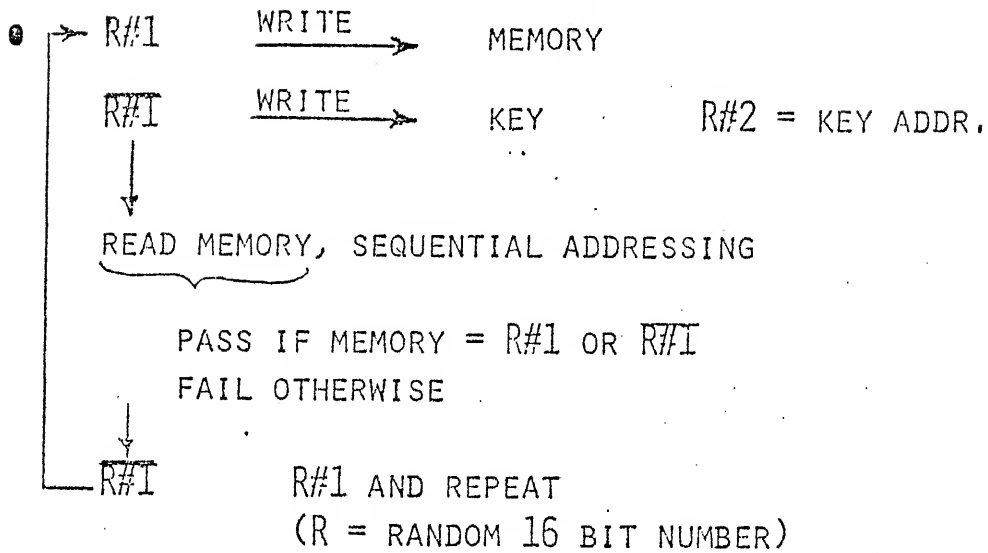 R#1 WRITE MEMORY
R̅#̅1̅ WRITE KEY R#2 = KEY ADDR.
READ MEMORY, SEQUENTIAL ADDRESSING
PASS IF MEMORY = R#1 OR R̅#̅1̅
FAIL OTHERWISE
R̅#̅1̅ R#1 AND REPEAT
(R = RANDOM 16 BIT NUMBER)